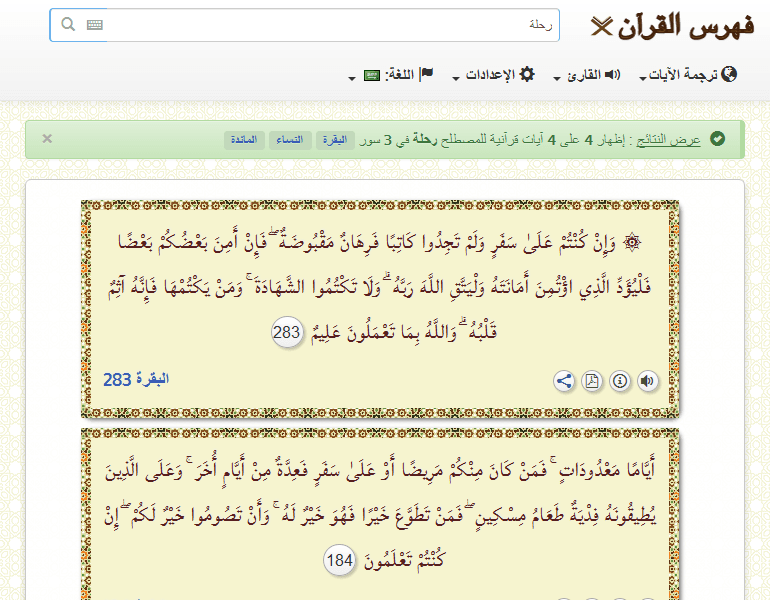 فهرس القرآن
رحلة
ترجمة الآيات
القارئ
الإعدادات
اللغة:
عرض النتائج : إظهار 4 على 4 آيات قرآنية للمصطلح رحلة في 3 سور البقرة النساء المائدة
۞ وَإِنْ كُنْتُمْ عَلَىٰ سَفَرٍ وَلَمْ تَجِدُوا كَاتِبًا فَرِهَانٌ مَقْبُوضَةٌ ۖ فَإِنْ أَمِنَ بَعْضُكُمْ بَعْضًا
فَلْيُؤَدِّ الَّذِي اؤْتُمِنَ أَمَانَتَهُ وَلْيَتَّقِ اللَّهَ رَبَّهُ ۗ وَلَا تَكْتُمُوا الشَّهَادَةَ ۚ وَمَنْ يَكْتُمْهَا فَإِنَّهُ آثِمٌ
قَلْبُهُ ۗ وَاللَّهُ بِمَا تَعْمَلُونَ عَلِيمٌ 283
البقرة 283
أَيَّامًا مَعْدُودَاتٍ ۚ فَمَنْ كَانَ مِنْكُمْ مَرِيضًا أَوْ عَلَىٰ سَفَرٍ فَعِدَّةٌ مِنْ أَيَّامٍ أُخَرَ ۚ وَعَلَى الَّذِينَ
يُطِيقُونَهُ فِدْيَةٌ طَعَامُ مِسْكِينٍ ۖ فَمَنْ تَطَوَّعَ خَيْرًا فَهُوَ خَيْرٌ لَهُ ۚ وَأَنْ تَصُومُوا خَيْرٌ لَكُمْ ۖ إِنْ
كُنْتُمْ تَعْلَمُونَ 184